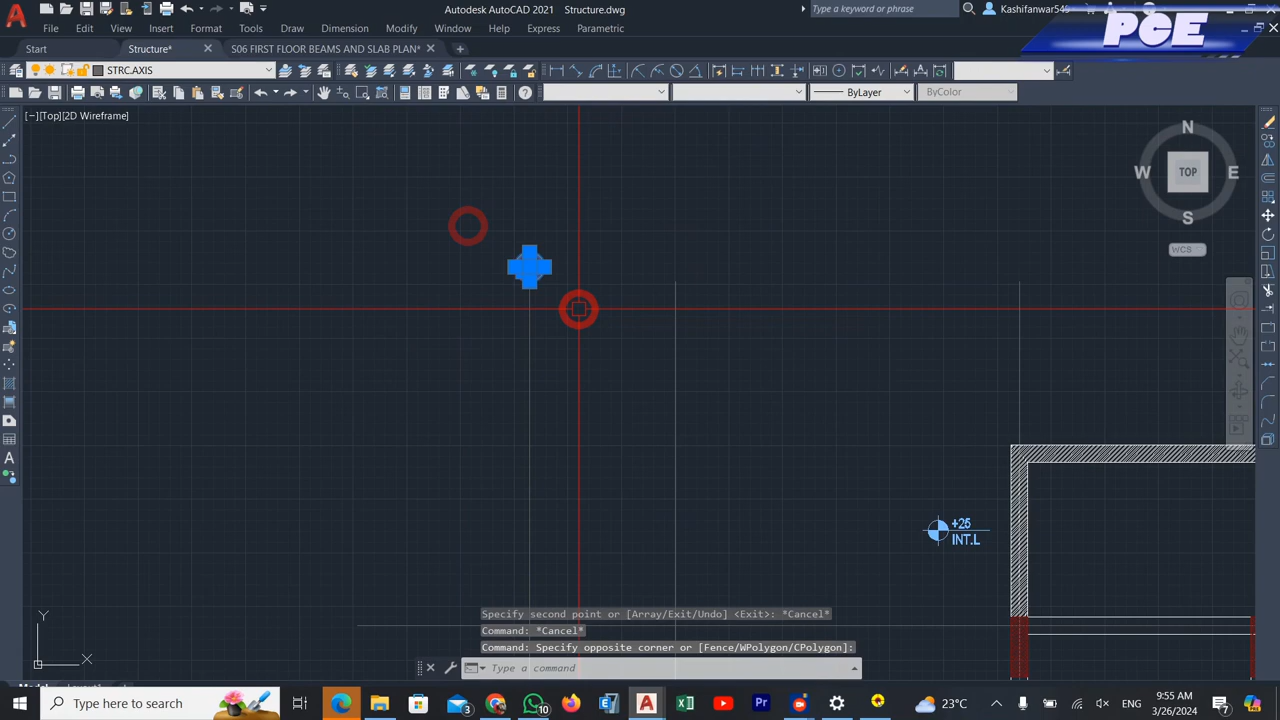 Autodesk AutoCAD 2021 Structure.dwg
Type a keyword or phrase
Kashifanwar545
PCE
File Edit View Insert Format Tools Draw Dimension Modify Window Help Express Parametric
Start Structure* S06 FIRST FLOOR BEAMS AND SLAB PLAN*
STRC.AXIS
ByLayer
ByColor
[−][Top][2D Wireframe]
N
W TOP E
S
WCS
+25
INT.L
Y
X
Specify second point or [Array/Exit/Undo] <Exit>: *Cancel*
Command: *Cancel*
Command: Specify opposite corner or [Fence/WPolygon/CPolygon]:
Type a command
Type here to search
3
10
23°C
ENG
9:55 AM
3/26/2024
7